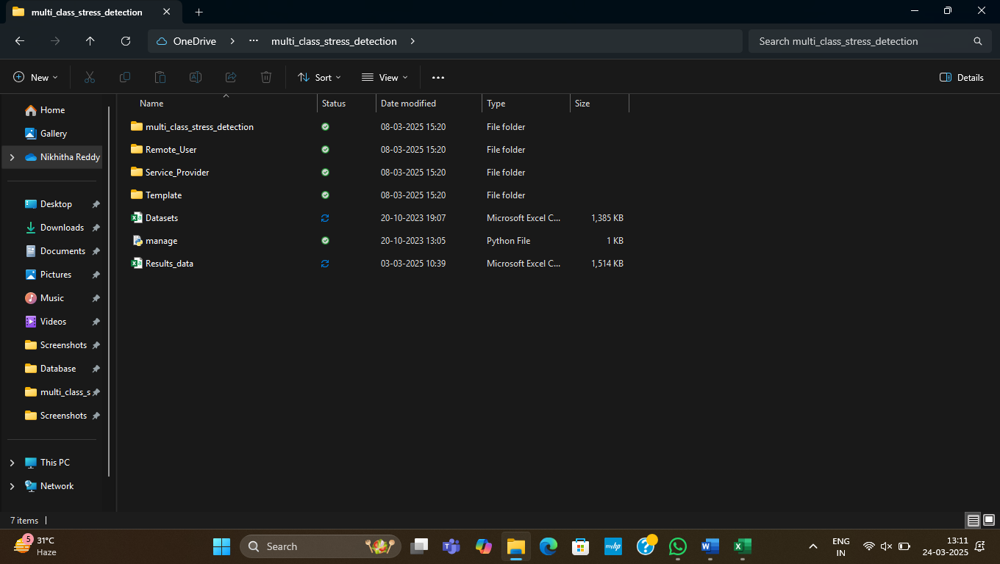 multi_class_stress_detection
OneDrive > ... multi_class_stress_detection >
Search multi_class_stress_detection
New
Sort
View
Details
Name Status Date modified Type Size
multi_class_stress_detection 08-03-2025 15:20 File folder
Remote_User 08-03-2025 15:20 File folder
Service_Provider 08-03-2025 15:20 File folder
Template 08-03-2025 15:20 File folder
Datasets 20-10-2023 19:07 Microsoft Excel C... 1,385 KB
manage 20-10-2023 13:05 Python File 1 KB
Results_data 03-03-2025 10:39 Microsoft Excel C... 1,514 KB
Home
Gallery
Nikhitha Reddy
Desktop
Downloads
Documents
Pictures
Music
Videos
Screenshots
Database
multi_class_s
Screenshots
This PC
Network
7 items
5
31°C
Haze
Search
myhp
ENG
IN
13:11
24-03-2025